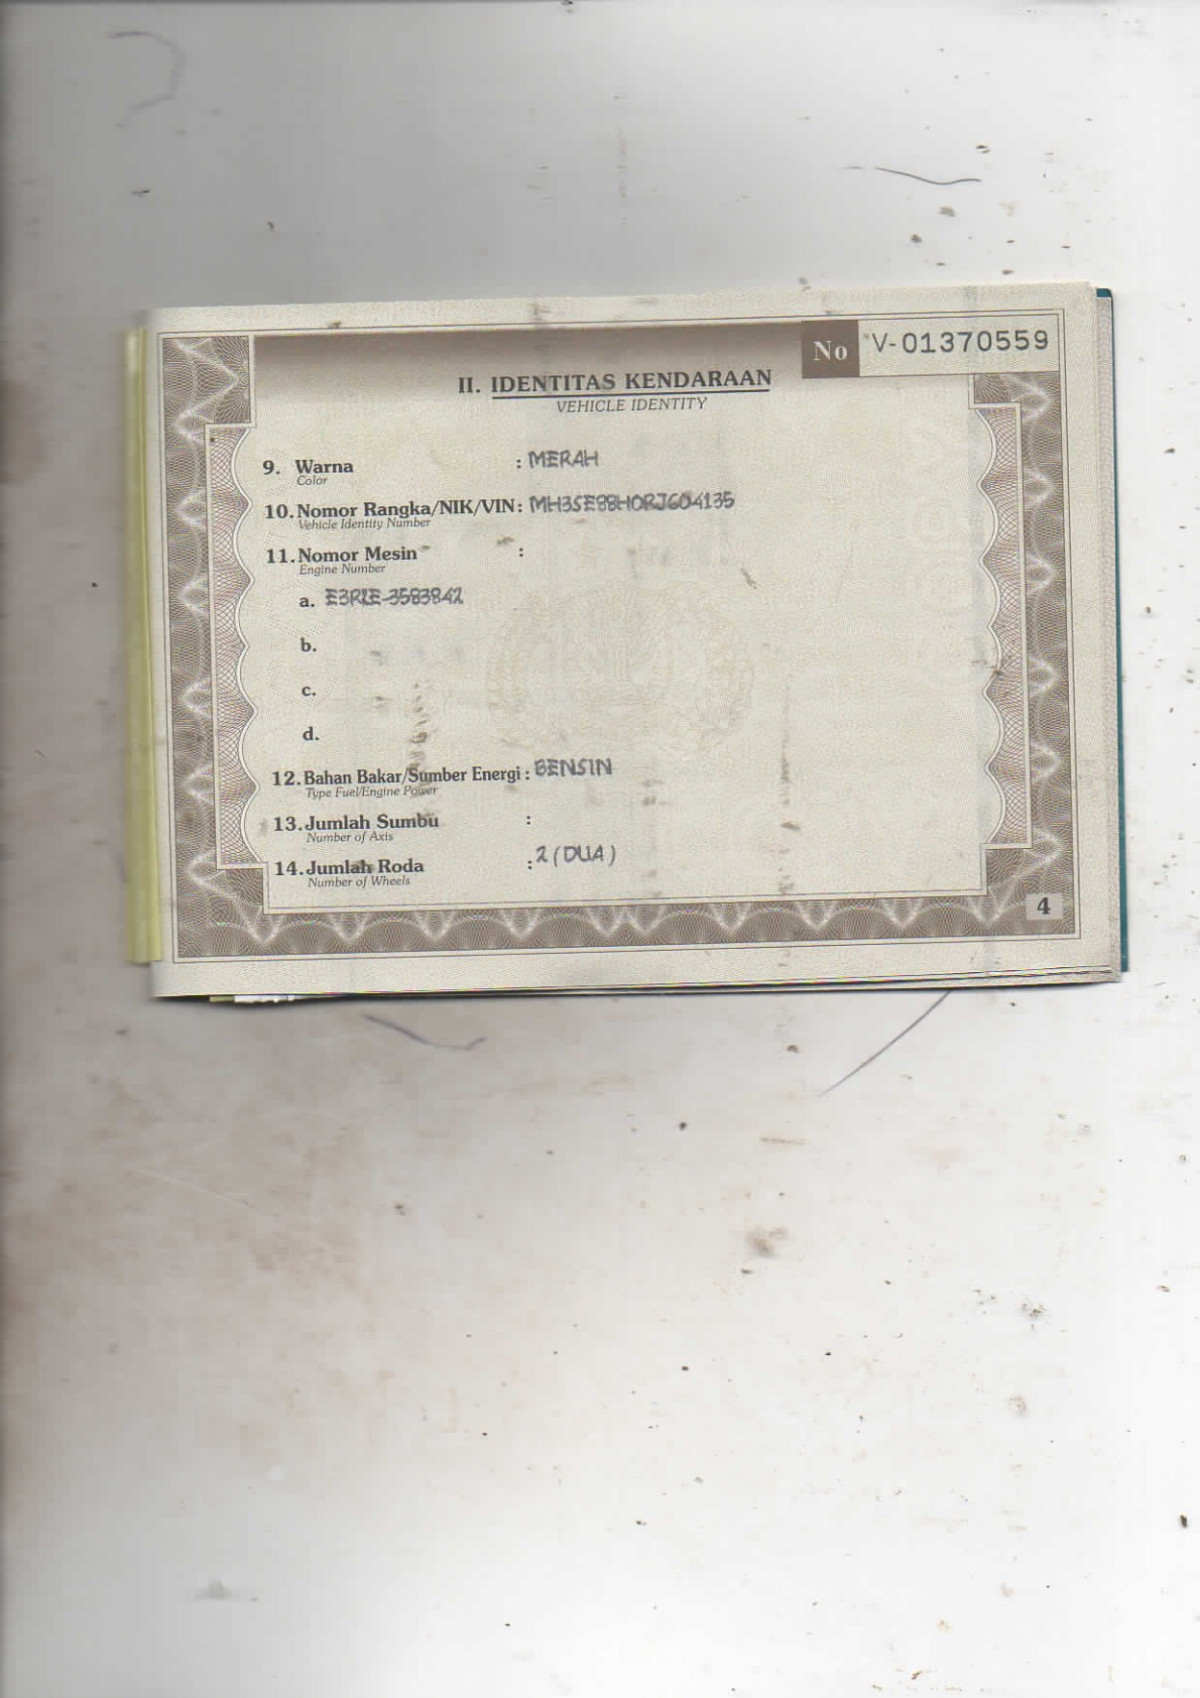 No V-01370559
II. IDENTITAS KENDARAAN
VEHICLE IDENTITY
9. Warna : MERAH
Color
10. Nomor Rangka/NIK/VIN : MH3SE88H0RJ604135
Vehicle Identity Number
11. Nomor Mesin :
Engine Number
a. E3R2E-3583842
b.
c.
d.
12. Bahan Bakar/Sumber Energi : BENSIN
Type Fuel/Engine Power
13. Jumlah Sumbu :
Number of Axis
14. Jumlah Roda : 2 (DUA)
Number of Wheels
4